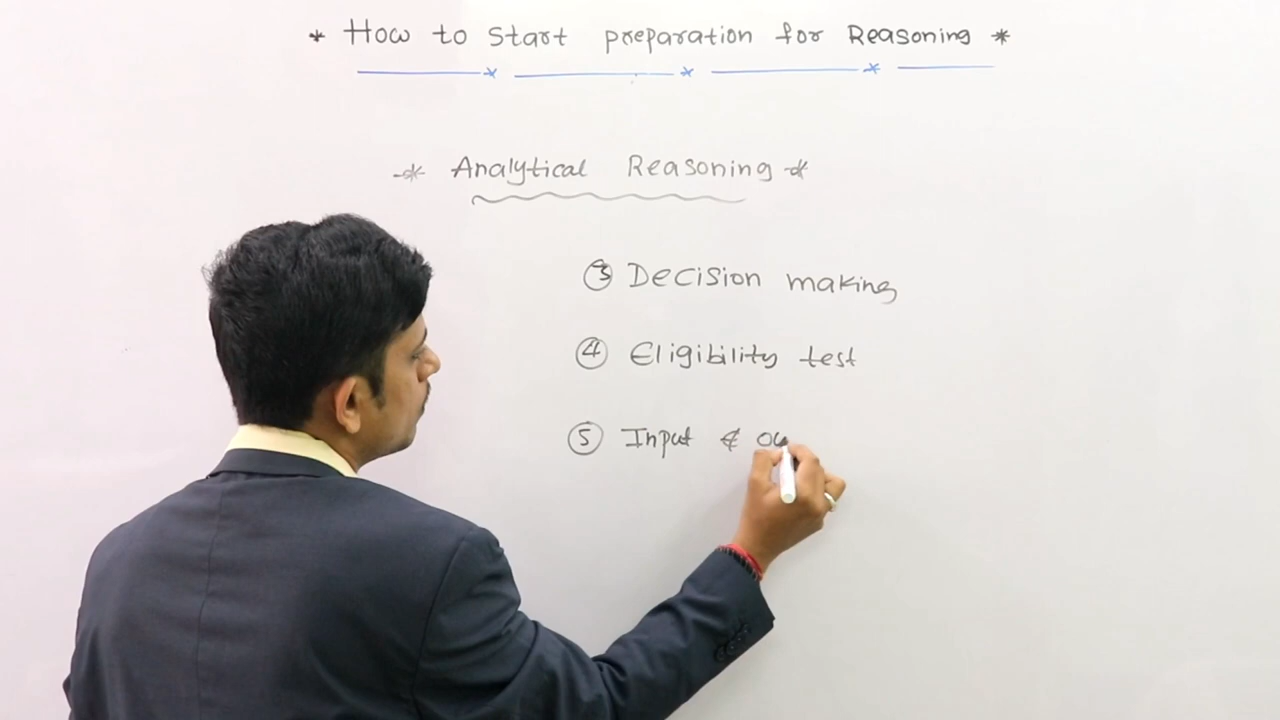 * How to Start preparation for Reasoning *
* Analytical Reasoning *
③ Decision making
④ Eligibility test
⑤ Input & ou